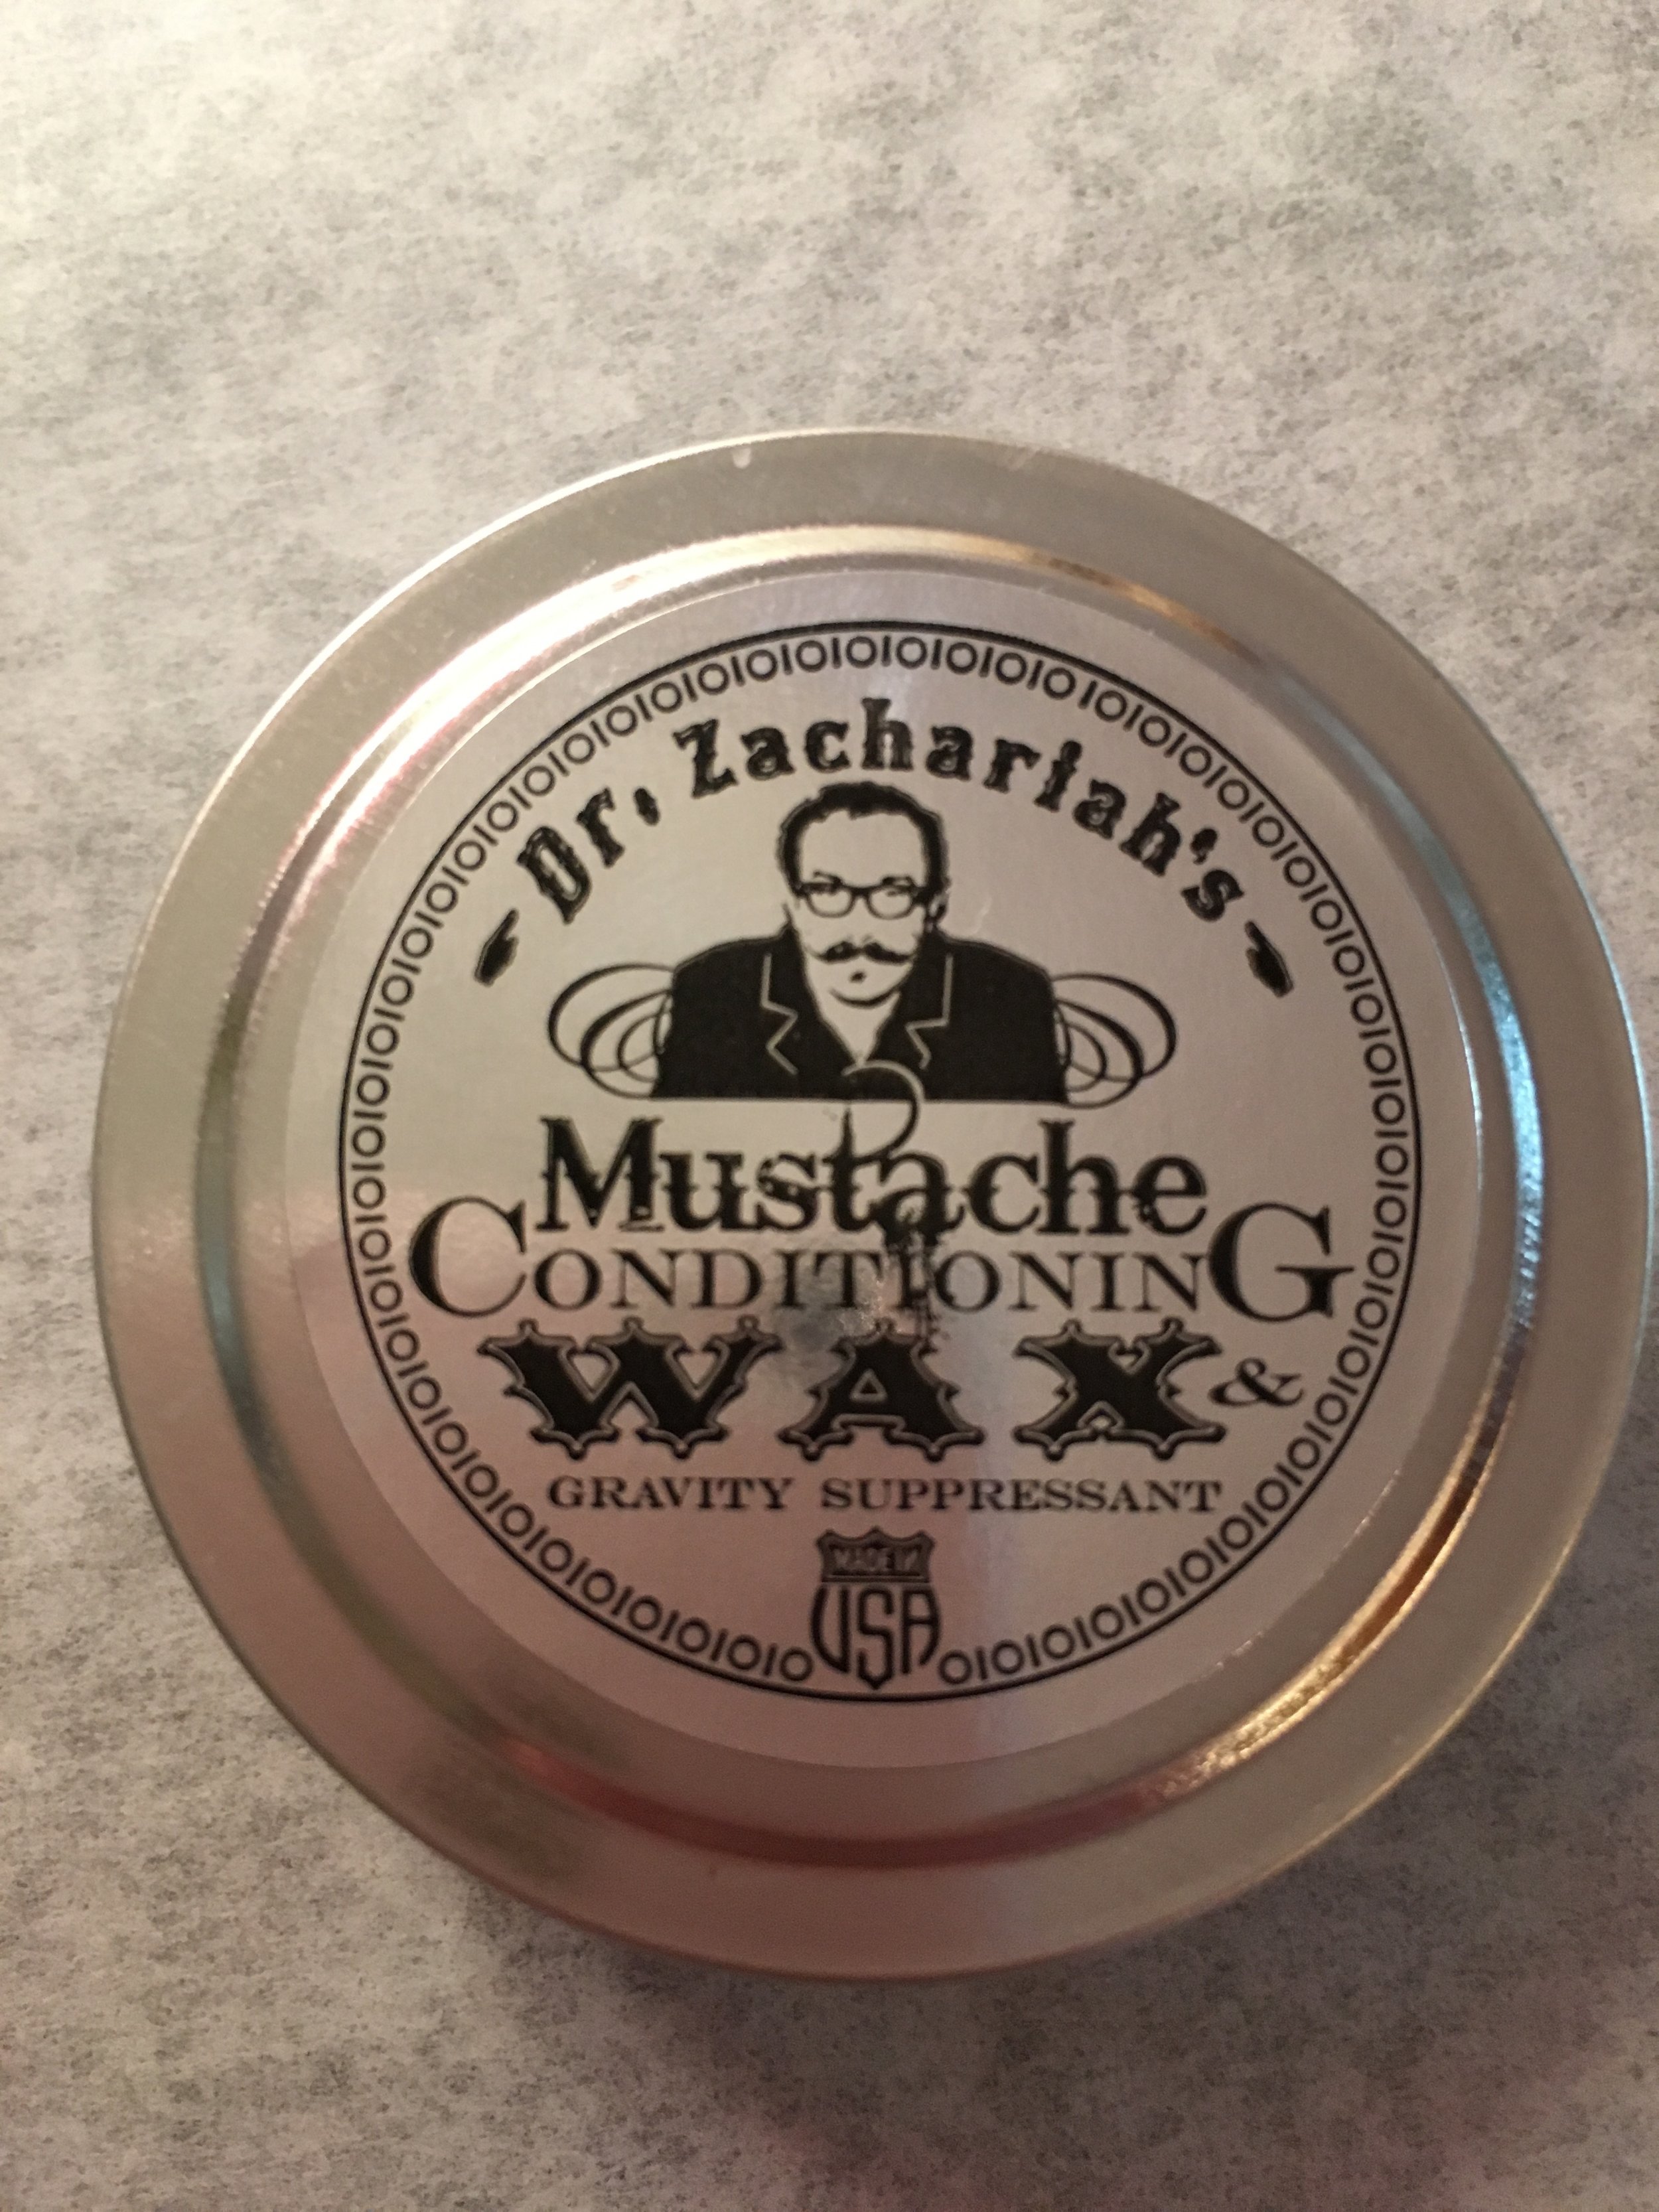 Dr. Zachariah's
Mustache
CONDITIONING
WAX &
GRAVITY SUPPRESSANT
MADE IN
USA